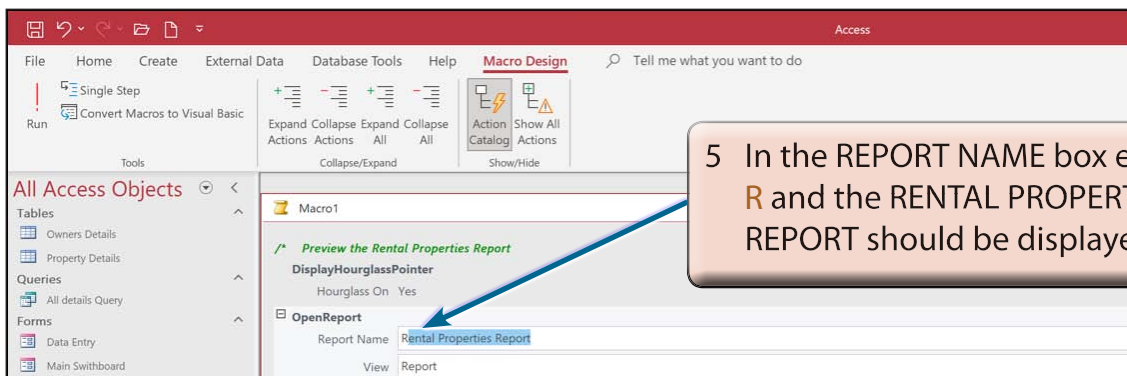 Access
File Home Create External Data Database Tools Help Macro Design Tell me what you want to do
Run
Single Step
Convert Macros to Visual Basic
Tools
Expand Collapse Expand Collapse
Actions Actions All All
Collapse/Expand
Action Show All
Catalog Actions
Show/Hide
5 In the REPORT NAME box
R and the RENTAL
REPORT should be
All Access Objects
Tables
Owners Details
Property Details
Queries
All details Query
Forms
Data Entry
Main Swithboard
Macro1
/* Preview the Rental Properties Report
DisplayHourglassPointer
Hourglass On Yes
OpenReport
Report Name Rental Properties Report
View Report